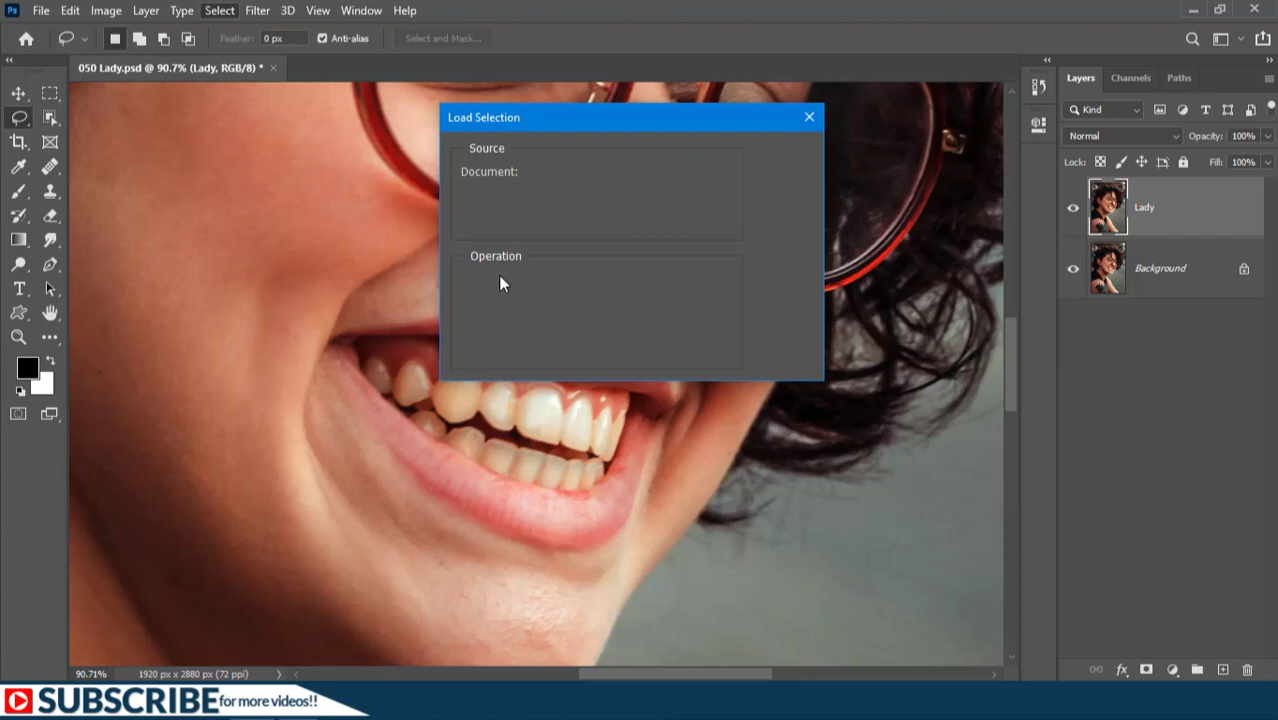 Ps File Edit Image Layer Type Select Filter 3D View Window Help
Feather: 0 px Anti-alias Select and Mask...
050 Lady.psd @ 90.7% (Lady, RGB/8) *
Load Selection
Source
Document:
Operation
Layers Channels Paths
Kind
Normal Opacity: 100%
Lock: Fill: 100%
Lady
Background
90.71% 1920 px x 2880 px (72 ppi)
SUBSCRIBE for more videos!!